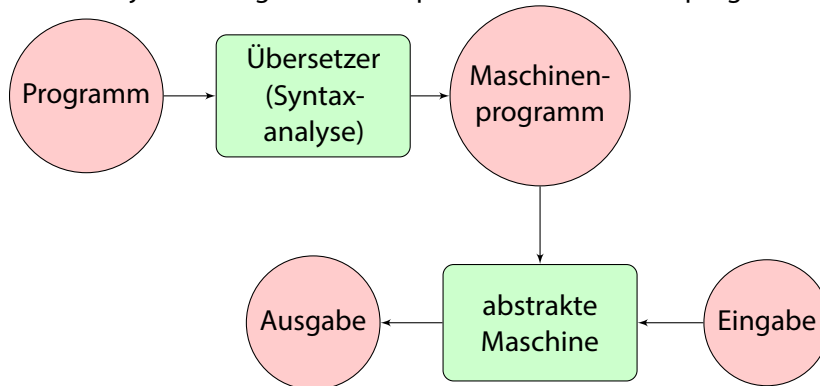 Programm
Übersetzer
(Syntax-
analyse)
Maschinen-
programm
Ausgabe
abstrakte
Maschine
Eingabe